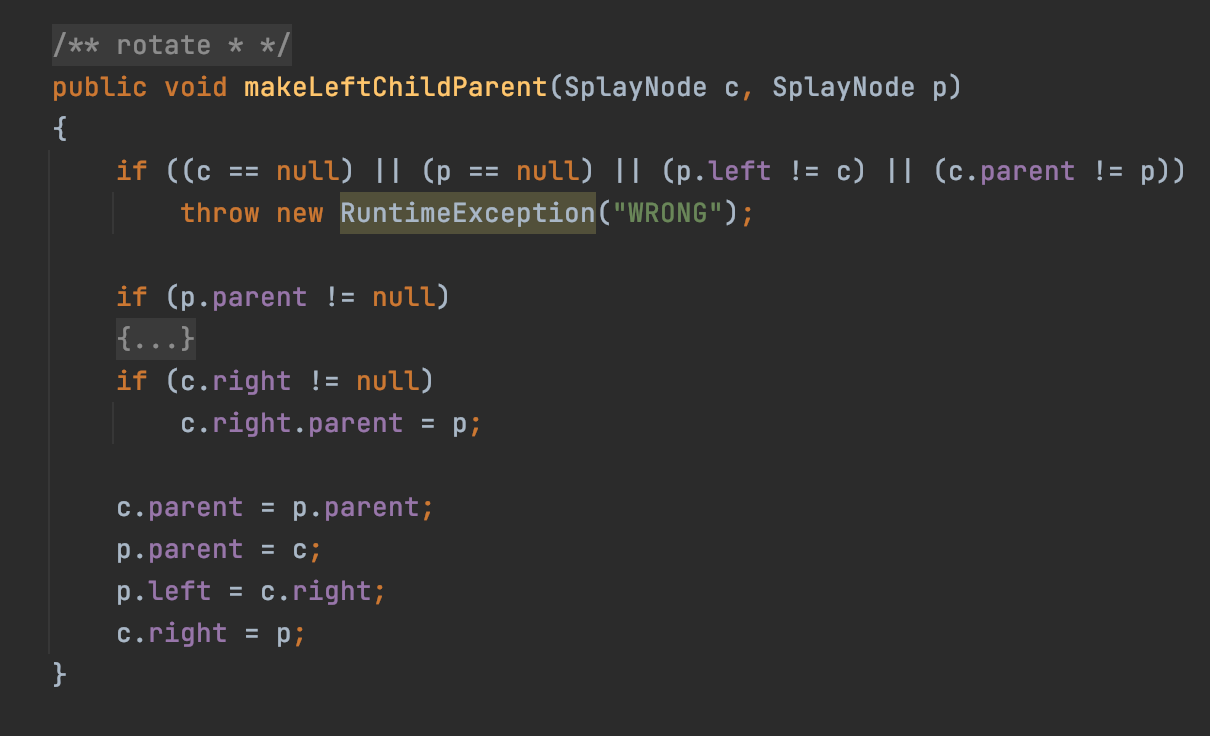 /** rotate * */
public void makeLeftChildParent(SplayNode c, SplayNode p)
{
if ((c == null) || (p == null) || (p.left != c) || (c.parent != p))
throw new RuntimeException("WRONG");
if (p.parent != null)
{...}
if (c.right != null)
c.right.parent = p;
c.parent = p.parent;
p.parent = c;
p.left = c.right;
c.right = p;
}